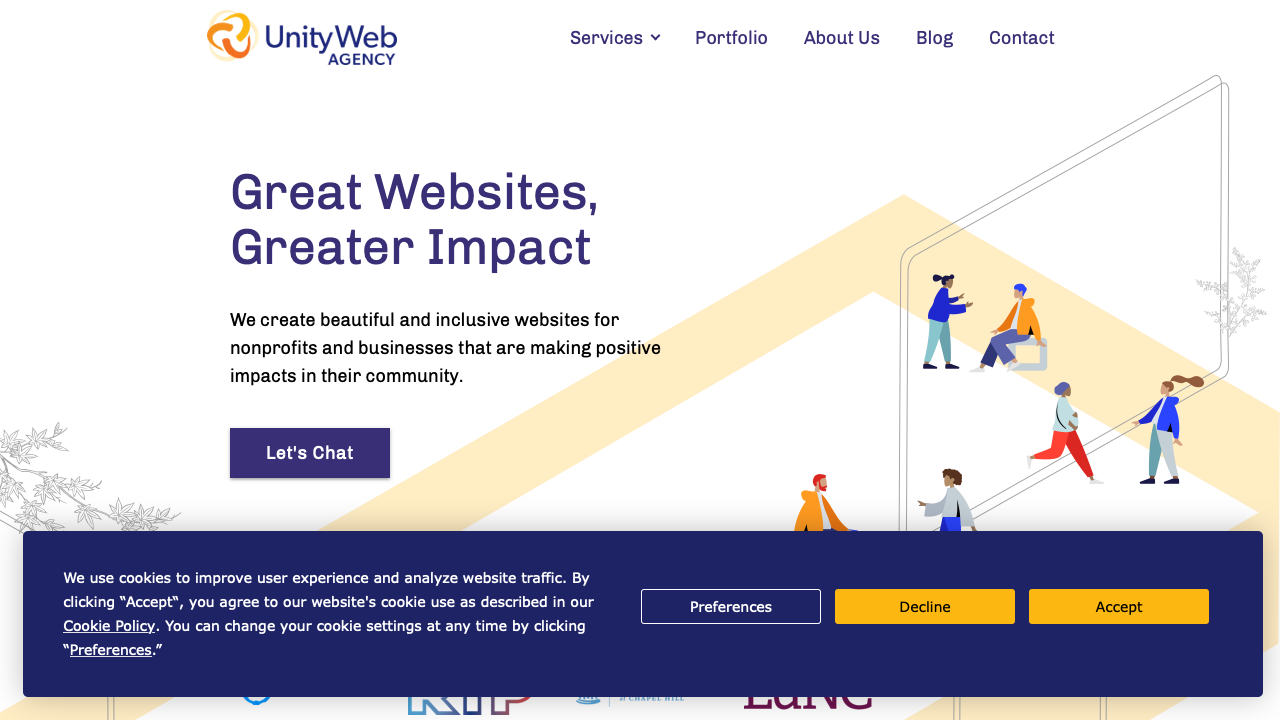 UnityWeb
AGENCY
Services
Portfolio
About Us
Blog
Contact
Great Websites,
Greater Impact
We create beautiful and inclusive websites for
nonprofits and businesses that are making positive
impacts in their community.
Let's Chat
We use cookies to improve user experience and analyze website traffic. By
clicking “Accept“, you agree to our website's cookie use as described in our
Cookie Policy. You can change your cookie settings at any time by clicking
“Preferences.”
Preferences
Decline
Accept